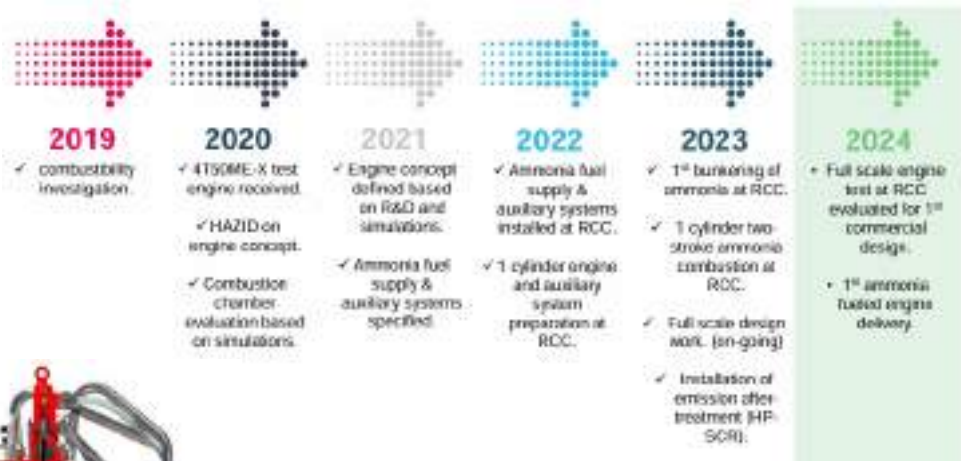 2019
✓ combustibility
investigation.
2020
✓ 4T50ME-X test
engine received.
✓ HAZID on
engine concept.
✓ Combustion
chamber
evaluation based
on simulations.
2021
✓ Engine concept
defined based
on R&D and
simulations.
✓ Ammonia fuel
supply &
auxiliary systems
specified.
2022
✓ Ammonia fuel
supply &
auxiliary systems
installed at RCC.
✓ 1 cylinder engine
and auxiliary
system
preparation at
RCC.
2023
✓ 1st bunkering of
ammonia at RCC.
✓ 1 cylinder two-
stroke ammonia
combustion at
RCC.
✓ Full scale design
work. (on-going)
✓ Installation of
emission after-
treatment (HP-
SCR).
2024
• Full scale engine
test at RCC
evaluated for 1st
commercial
design.
• 1st ammonia
fueled engine
delivery.